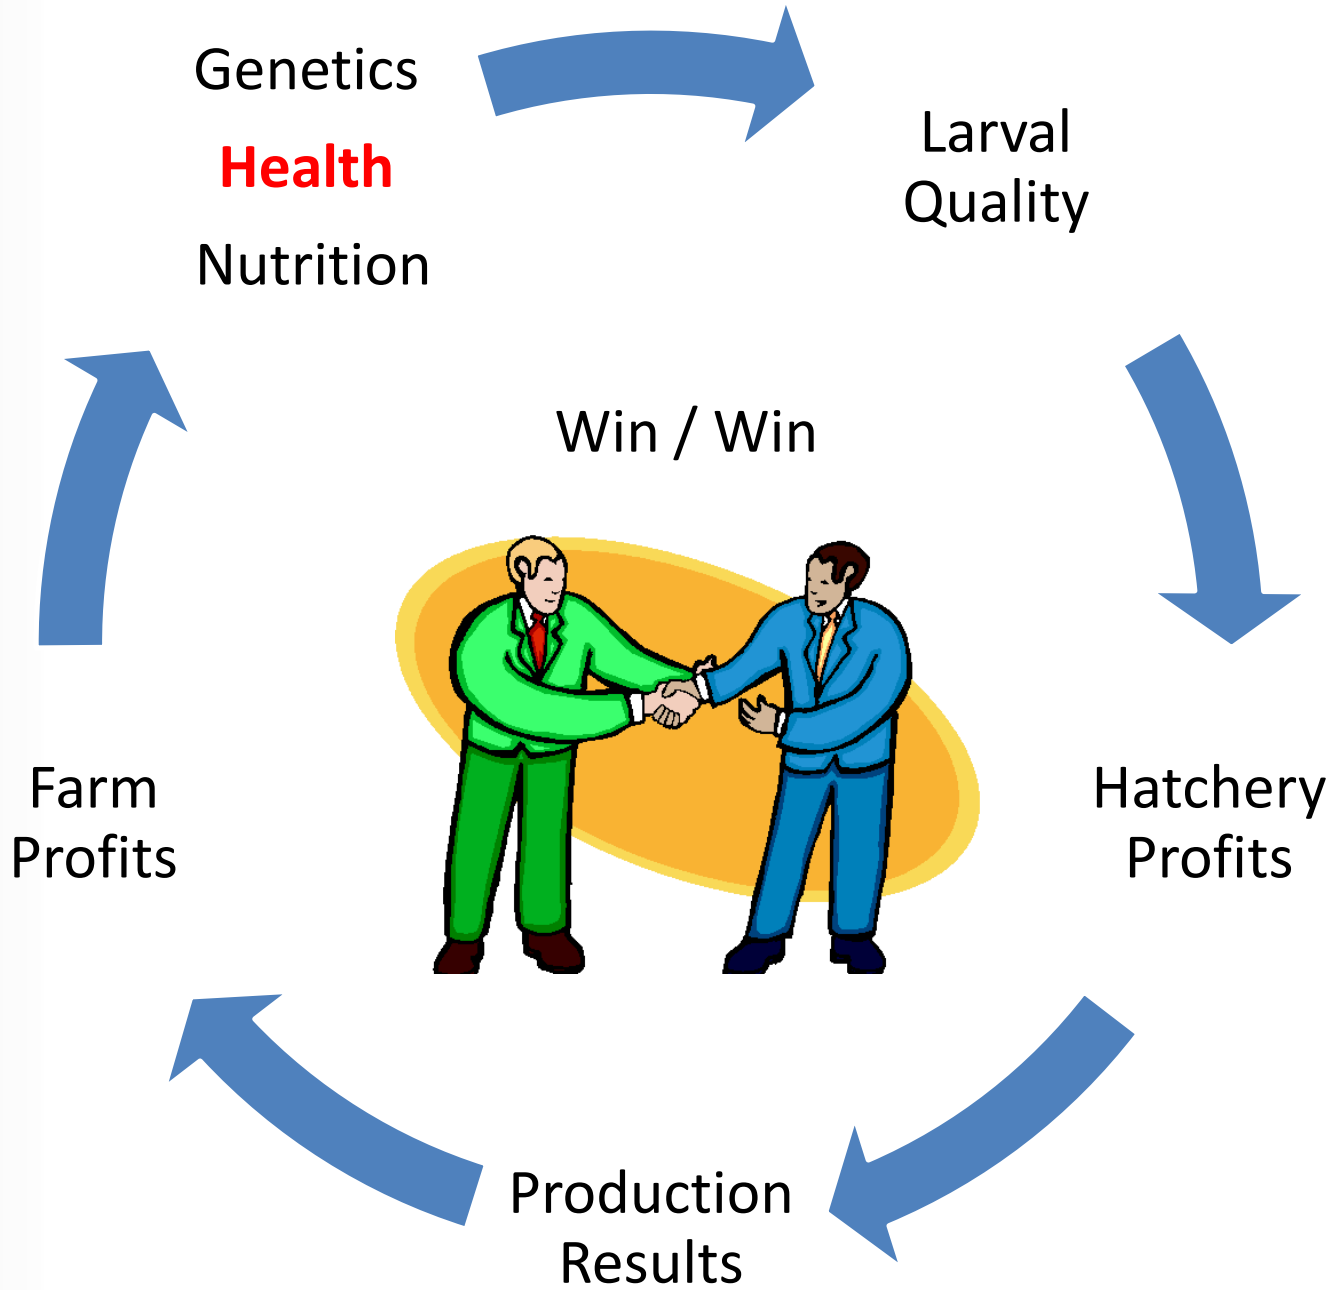 Genetics
Health
Nutrition
Larval
Quality
Win / Win
Hatchery
Profits
Production
Results
Farm
Profits